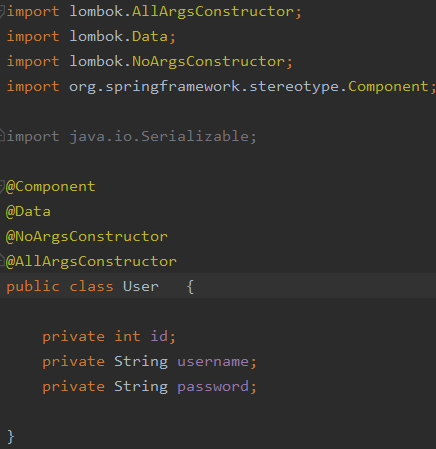 import lombok.AllArgsConstructor;
import lombok.Data;
import lombok.NoArgsConstructor;
import org.springframework.stereotype.Component;
import java.io.Serializable;
@Component
@Data
@NoArgsConstructor
@AllArgsConstructor
public class User   {
    private int id;
    private String username;
    private String password;
}